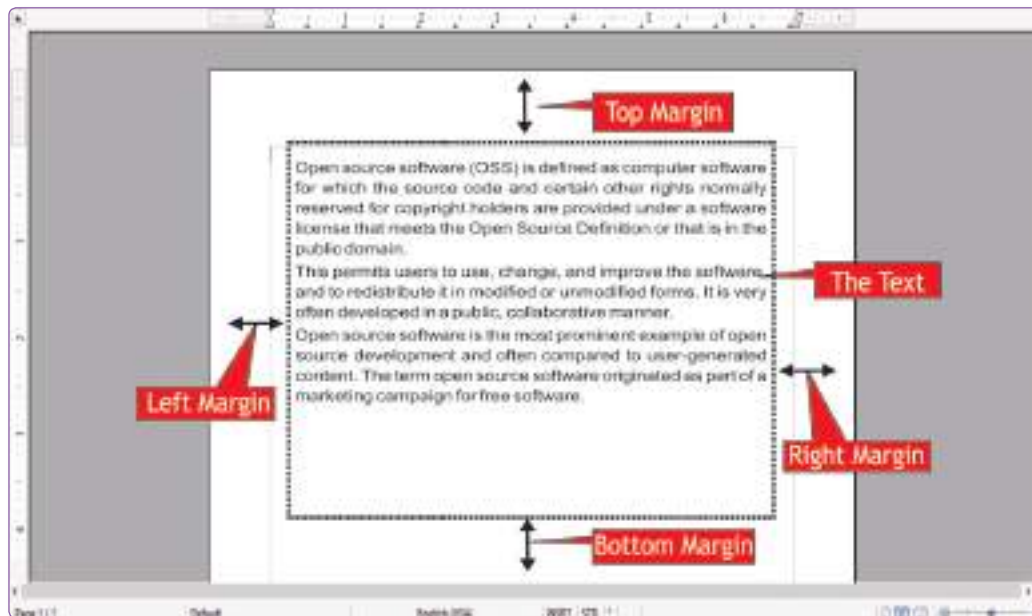 Top Margin
Open source software (OSS) is defined as computer software
for which the source code and certain other rights normally
reserved for copyright holders are provided under a software
license that meets the Open Source Definition or that is in the
public domain.
This permits users to use, change, and improve the software,
and to redistribute it in modified or unmodified forms. It is very
often developed in a public, collaborative manner.
The Text
Open source software is the most prominent example of open
source development and often compared to user-generated
content. The term open source software originated as part of a
marketing campaign for free software.
Left Margin
Right Margin
Bottom Margin
Default